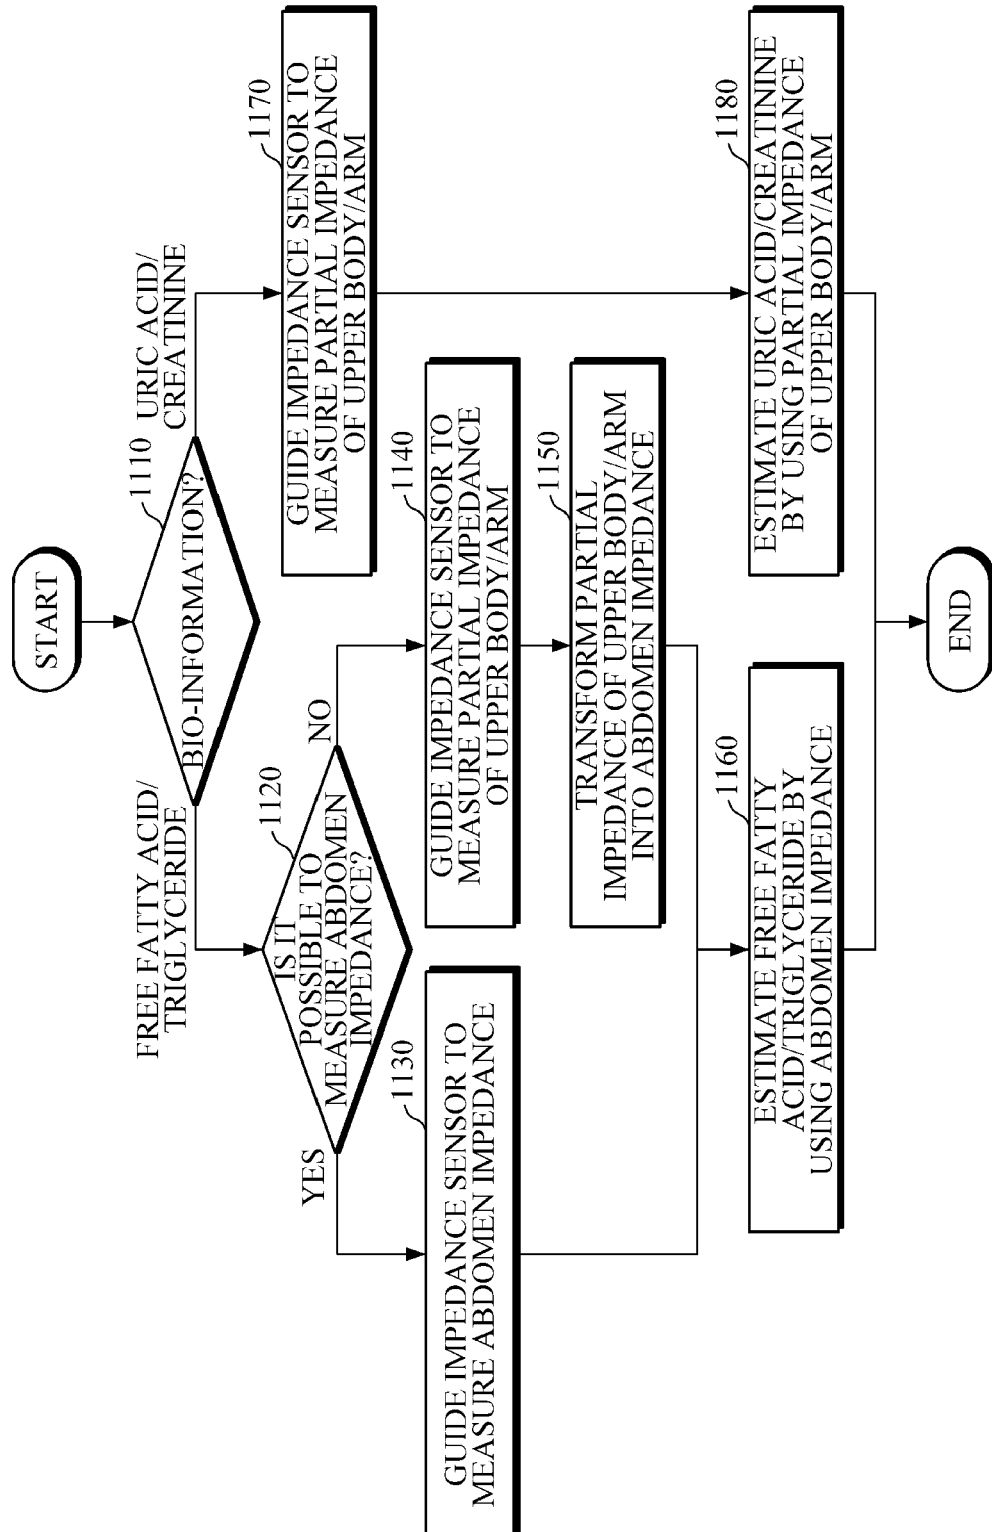 START
1110
BIO-INFORMATION?
FREE FATTY ACID/
TRIGLYCERIDE
URIC ACID/
CREATININE
1120
IS IT
POSSIBLE TO
MEASURE ABDOMEN
IMPEDANCE?
YES
NO
1130
GUIDE IMPEDANCE SENSOR TO
MEASURE ABDOMEN IMPEDANCE
1140
GUIDE IMPEDANCE SENSOR TO
MEASURE PARTIAL IMPEDANCE
OF UPPER BODY/ARM
1150
TRANSFORM PARTIAL
IMPEDANCE OF UPPER BODY/ARM
INTO ABDOMEN IMPEDANCE
1160
ESTIMATE FREE FATTY
ACID/TRIGLYCERIDE BY
USING ABDOMEN IMPEDANCE
1170
GUIDE IMPEDANCE SENSOR TO
MEASURE PARTIAL IMPEDANCE
OF UPPER BODY/ARM
1180
ESTIMATE URIC ACID/CREATININE
BY USING PARTIAL IMPEDANCE
OF UPPER BODY/ARM
END